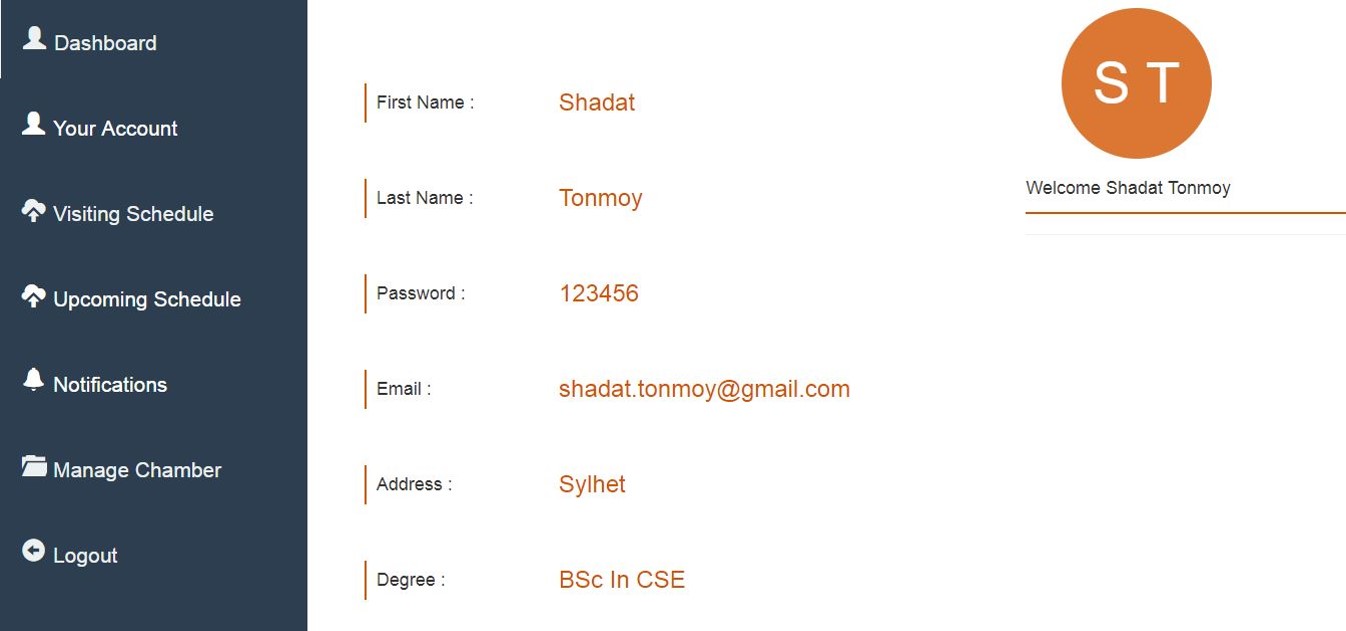 Dashboard
Your Account
Visiting Schedule
Upcoming Schedule
Notifications
Manage Chamber
Logout
First Name : Shadat
Last Name : Tonmoy
Password : 123456
Email : shadat.tonmoy@gmail.com
Address : Sylhet
Degree : BSc In CSE
S T
Welcome Shadat Tonmoy